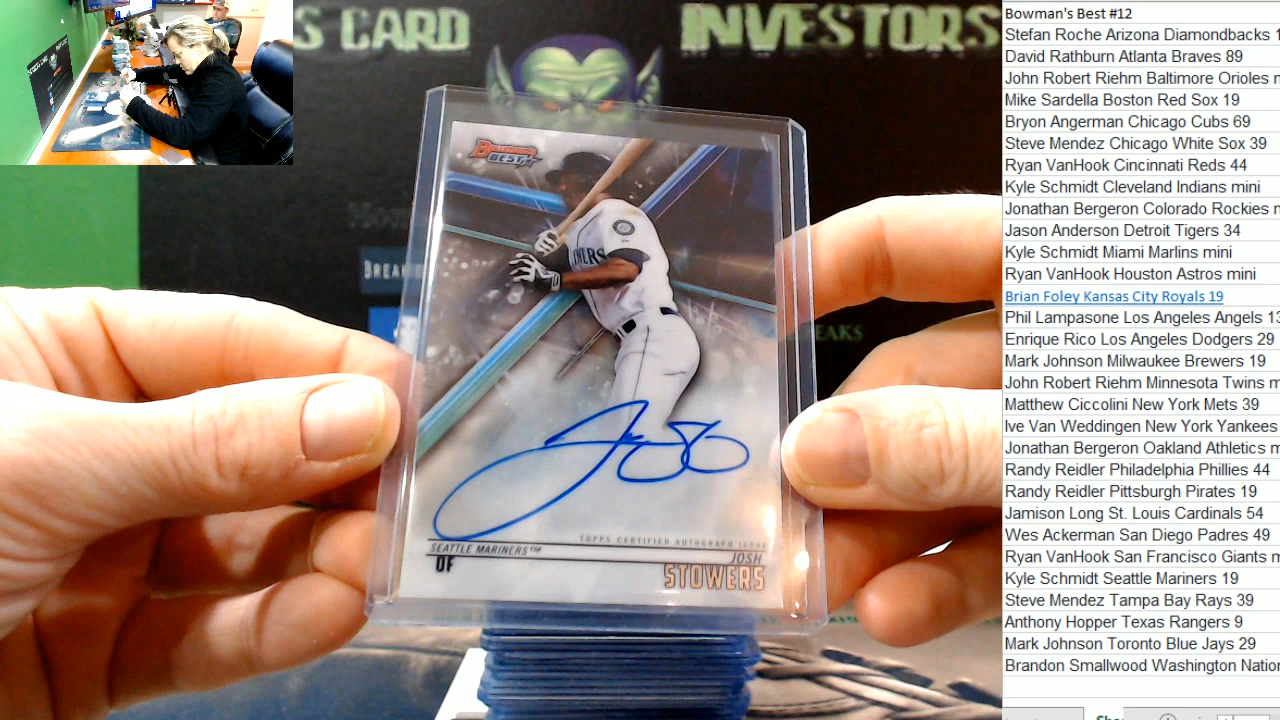 S CARD INVESTORS
BOWMAN'S
BEST
TOPPS CERTIFIED AUTOGRAPH ISSUE
SEATTLE MARINERS™
OF
JOSH
STOWERS
EAKS
Bowman's Best #12
Stefan Roche Arizona Diamondbacks 1
David Rathburn Atlanta Braves 89
John Robert Riehm Baltimore Orioles m
Mike Sardella Boston Red Sox 19
Bryon Angerman Chicago Cubs 69
Steve Mendez Chicago White Sox 39
Ryan VanHook Cincinnati Reds 44
Kyle Schmidt Cleveland Indians mini
Jonathan Bergeron Colorado Rockies m
Jason Anderson Detroit Tigers 34
Kyle Schmidt Miami Marlins mini
Ryan VanHook Houston Astros mini
Brian Foley Kansas City Royals 19
Phil Lampasone Los Angeles Angels 13
Enrique Rico Los Angeles Dodgers 29
Mark Johnson Milwaukee Brewers 19
John Robert Riehm Minnesota Twins m
Matthew Ciccolini New York Mets 39
Ive Van Weddingen New York Yankees
Jonathan Bergeron Oakland Athletics m
Randy Reidler Philadelphia Phillies 44
Randy Reidler Pittsburgh Pirates 19
Jamison Long St. Louis Cardinals 54
Wes Ackerman San Diego Padres 49
Ryan VanHook San Francisco Giants m
Kyle Schmidt Seattle Mariners 19
Steve Mendez Tampa Bay Rays 39
Anthony Hopper Texas Rangers 9
Mark Johnson Toronto Blue Jays 29
Brandon Smallwood Washington Nation